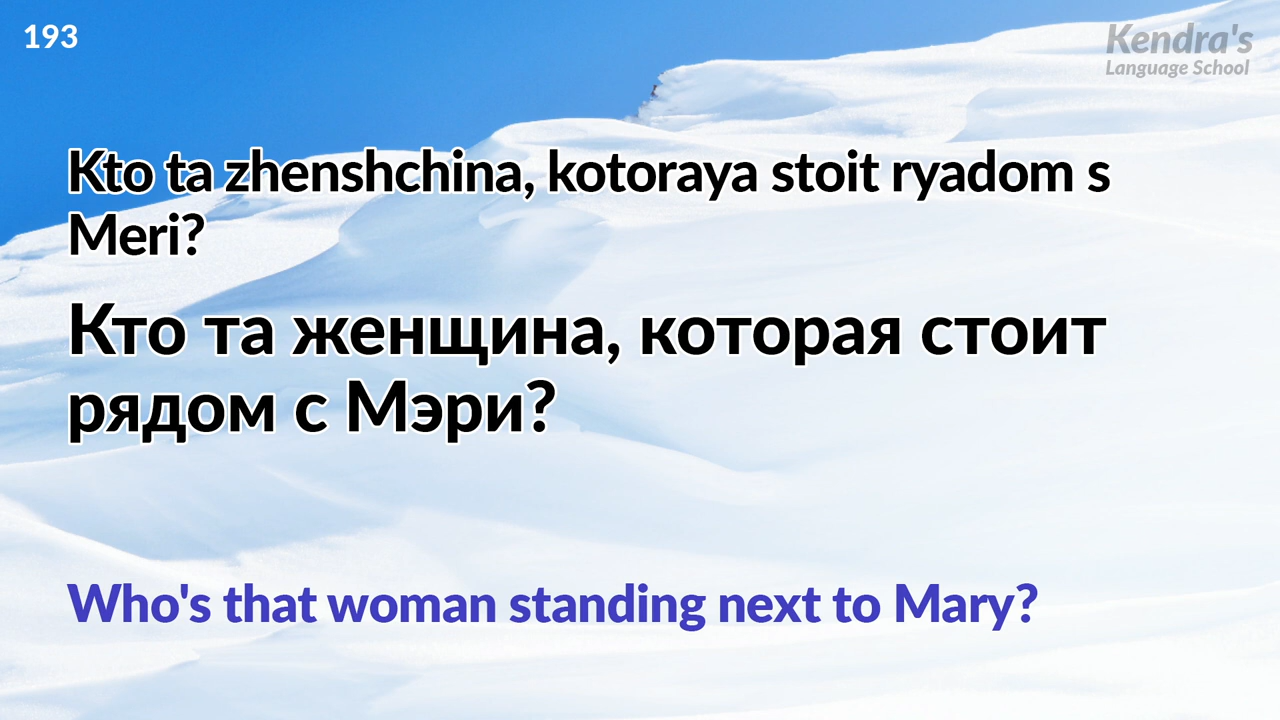 193
Kendra's
Language School
Kto ta zhenshchina, kotoraya stoit ryadom s
Meri?
Кто та женщина, которая стоит
рядом с Мэри?
Who's that woman standing next to Mary?